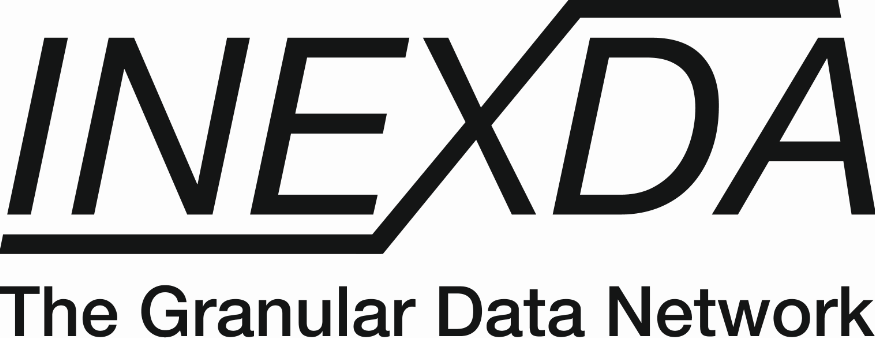 INEXDA
The Granular Data Network